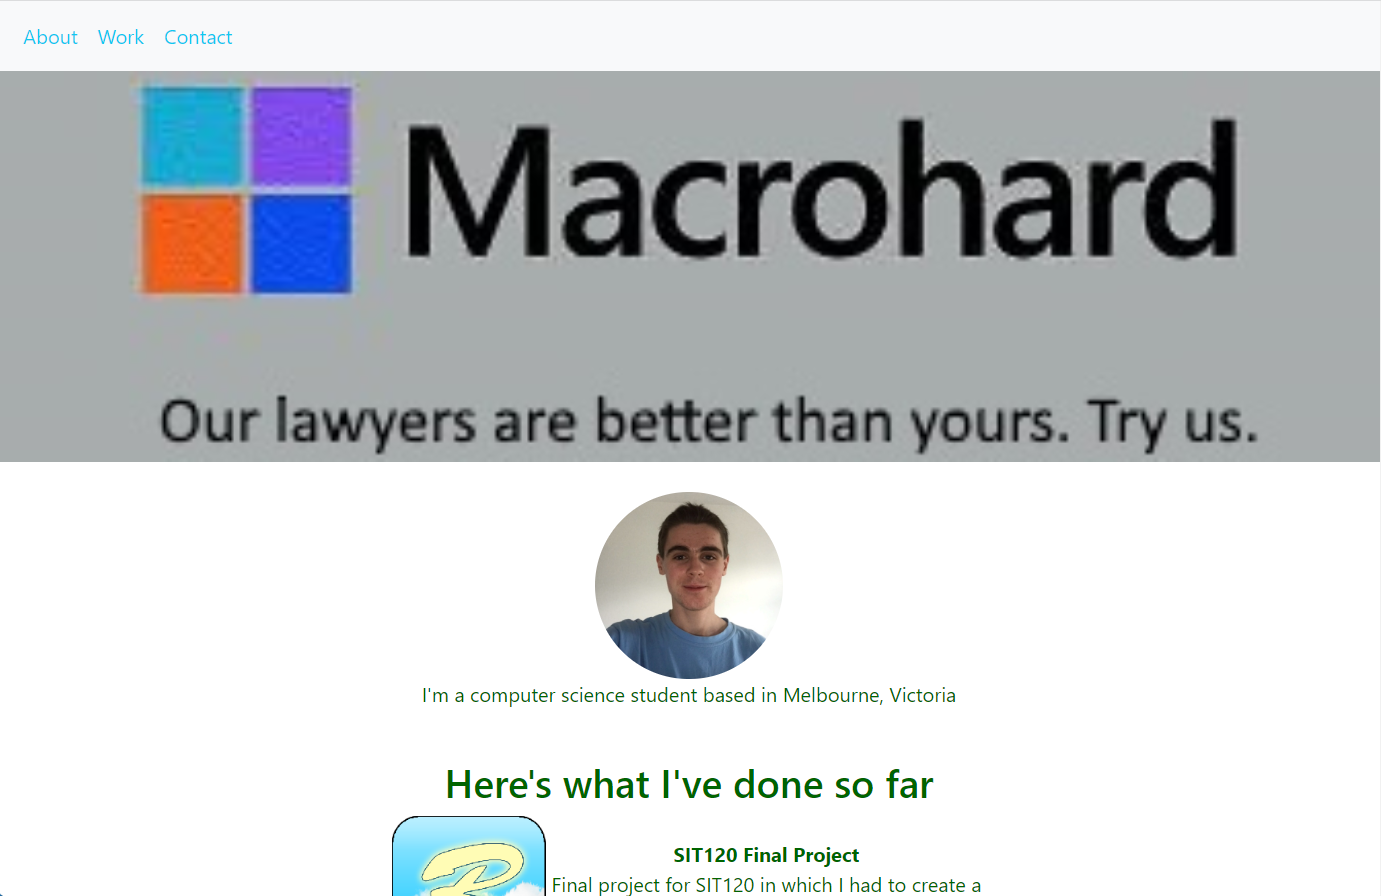 About Work Contact
Macrohard
Our lawyers are better than yours. Try us.
I'm a computer science student based in Melbourne, Victoria
Here's what I've done so far
SIT120 Final Project
Final project for SIT120 in which I had to create a